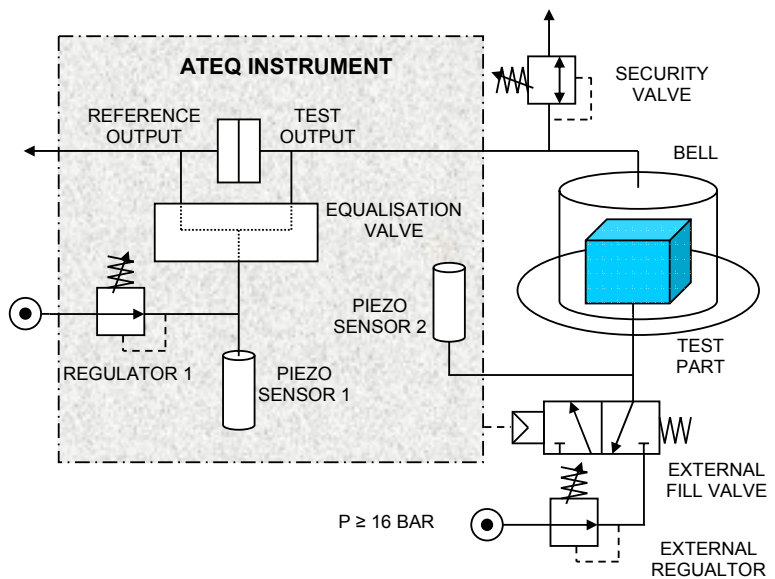 ATEQ INSTRUMENT
SECURITY
VALVE
REFERENCE
OUTPUT
TEST
OUTPUT
BELL
EQUALISATION
VALVE
PIEZO
SENSOR 2
TEST
PART
REGULATOR 1
PIEZO
SENSOR 1
EXTERNAL
FILL VALVE
P ≥ 16 BAR
EXTERNAL
REGUALTOR